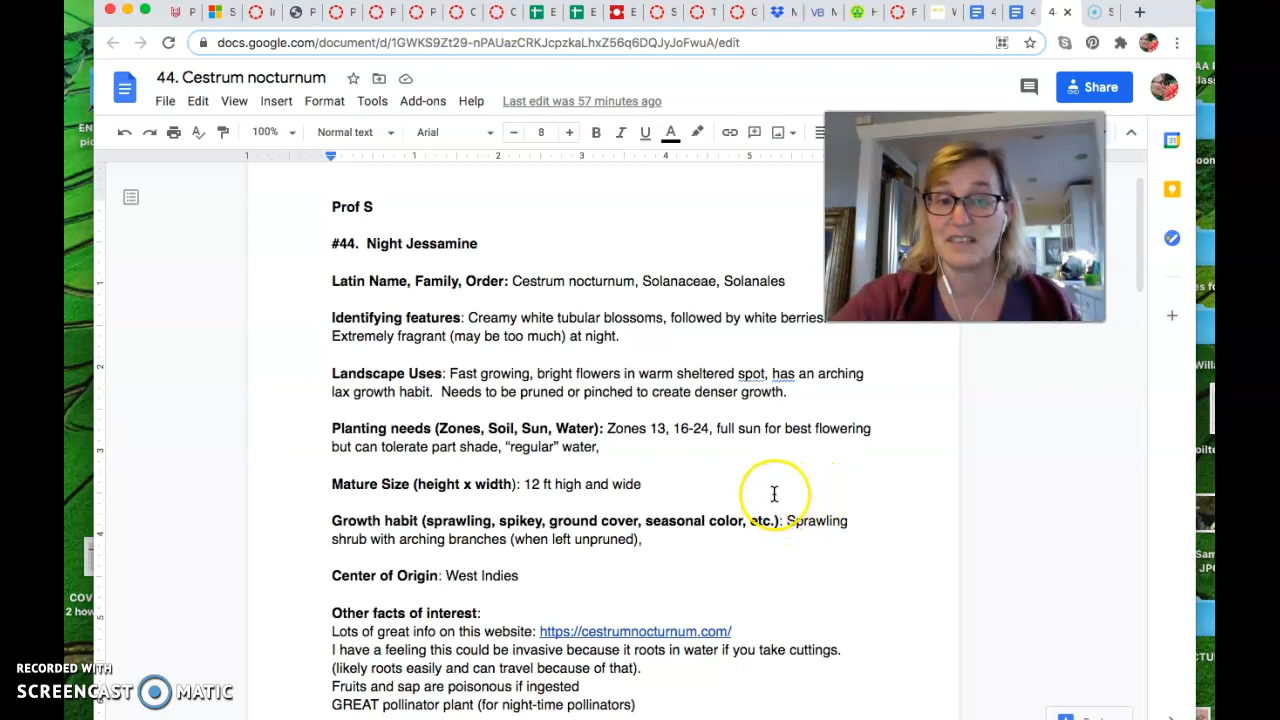 docs.google.com/document/d/1GWKS9Zt29-nPAUazCRKJcpzkaLhxZ56q6DQJyJoFwuA/edit
44. Cestrum nocturnum
File Edit View Insert Format Tools Add-ons Help Last edit was 57 minutes ago
Share
100% Normal text Arial 8
Prof S
#44. Night Jessamine
Latin Name, Family, Order: Cestrum nocturnum, Solanaceae, Solanales
Identifying features: Creamy white tubular blossoms, followed by white berries.
Extremely fragrant (may be too much) at night.
Landscape Uses: Fast growing, bright flowers in warm sheltered spot, has an arching
lax growth habit. Needs to be pruned or pinched to create denser growth.
Planting needs (Zones, Soil, Sun, Water): Zones 13, 16-24, full sun for best flowering
but can tolerate part shade, “regular” water,
Mature Size (height x width): 12 ft high and wide
Growth habit (sprawling, spikey, ground cover, seasonal color, etc.): Sprawling
shrub with arching branches (when left unpruned),
Center of Origin: West Indies
Other facts of interest:
Lots of great info on this website: https://cestrumnocturnum.com/
I have a feeling this could be invasive because it roots in water if you take cuttings.
(likely roots easily and can travel because of that).
Fruits and sap are poisonous if ingested
GREAT pollinator plant (for night-time pollinators)
RECORDED WITH
SCREENCAST MATIC